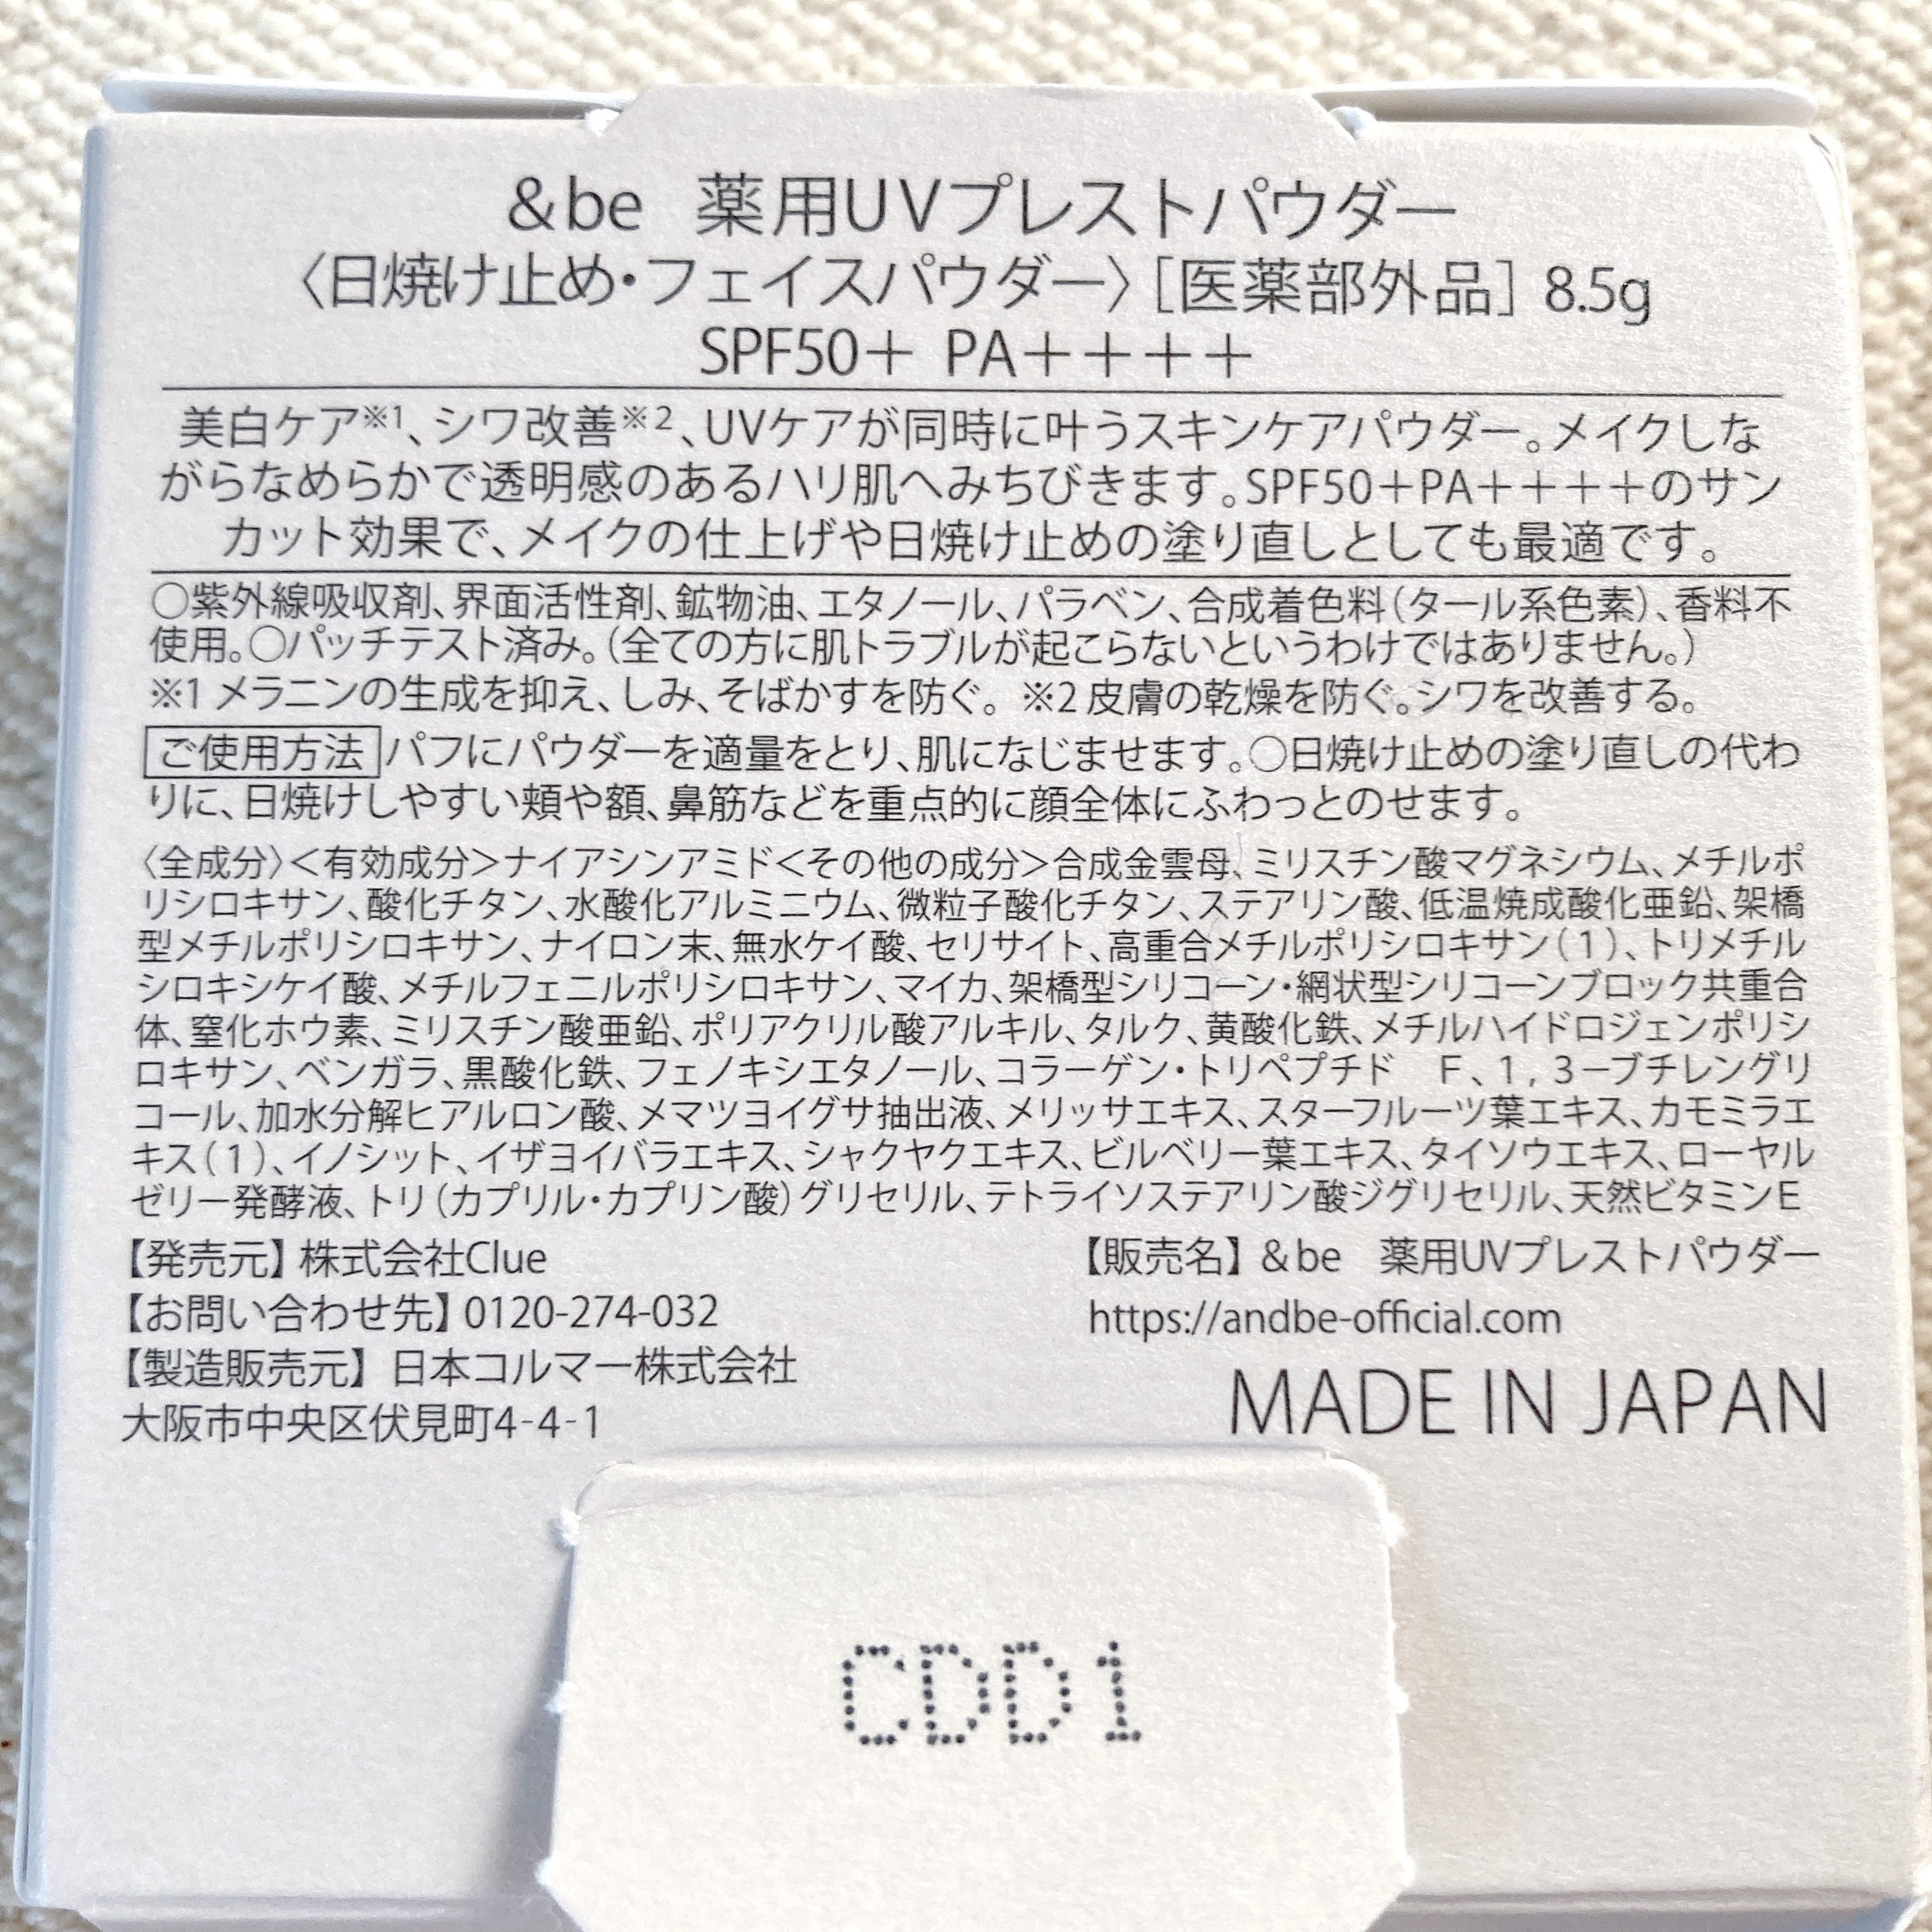 &be 薬用UVプレストパウダー
〈日焼け止め・フェイスパウダー〉［医薬部外品］ 8.5g
SPF50＋ PA＋＋＋＋
美白ケア※1、シワ改善※2、UVケアが同時に叶うスキンケアパウダー。メイクしな
がらなめらかで透明感のあるハリ肌へみちびきます。SPF50＋PA＋＋＋＋のサン
カット効果で、メイクの仕上げや日焼け止めの塗り直しとしても最適です。
○紫外線吸収剤、界面活性剤、鉱物油、エタノール、パラベン、合成着色料（タール系色素）、香料不
使用。○パッチテスト済み。（全ての方に肌トラブルが起こらないというわけではありません。）
※1 メラニンの生成を抑え、しみ、そばかすを防ぐ。 ※2 皮膚の乾燥を防ぐ。シワを改善する。
ご使用方法 パフにパウダーを適量をとり、肌になじませます。○日焼け止めの塗り直しの代わ
りに、日焼けしやすい頬や額、鼻筋などを重点的に顔全体にふわっとのせます。
〈全成分〉＜有効成分＞ナイアシンアミド＜その他の成分＞合成金雲母、ミリスチン酸マグネシウム、メチルポ
リシロキサン、酸化チタン、水酸化アルミニウム、微粒子酸化チタン、ステアリン酸、低温焼成酸化亜鉛、架橋
型メチルポリシロキサン、ナイロン末、無水ケイ酸、セリサイト、高重合メチルポリシロキサン（1）、トリメチル
シロキシケイ酸、メチルフェニルポリシロキサン、マイカ、架橋型シリコーン・網状型シリコーンブロック共重合
体、窒化ホウ素、ミリスチン酸亜鉛、ポリアクリル酸アルキル、タルク、黄酸化鉄、メチルハイドロジェンポリシ
ロキサン、ベンガラ、黒酸化鉄、フェノキシエタノール、コラーゲン・トリペプチド　F、1，3－ブチレングリ
コール、加水分解ヒアルロン酸、メマツヨイグサ抽出液、メリッサエキス、スターフルーツ葉エキス、カモミラエ
キス（1）、イノシット、イザヨイバラエキス、シャクヤクエキス、ビルベリー葉エキス、タイソウエキス、ローヤル
ゼリー発酵液、トリ（カプリル・カプリン酸）グリセリル、テトライソステアリン酸ジグリセリル、天然ビタミンE
【発売元】 株式会社Clue
【お問い合わせ先】 0120-274-032
【製造販売元】 日本コルマー株式会社
大阪市中央区伏見町4-4-1
【販売名】 &be 薬用UVプレストパウダー
https://andbe-official.com
MADE IN JAPAN
CDD1